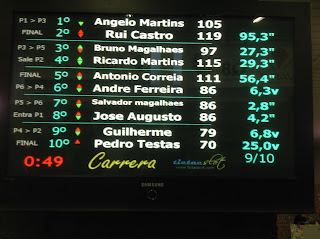 P1 > P3 1º Angelo Martins 105
FINAL 2º Rui Castro 119 95,3"
P3 > P5 3º Bruno Magalhaes 97 27,3"
Sale P2 4º Ricardo Martins 115 29,3"
FINAL 5º Antonio Correia 111 56,4"
P6 > P4 6º Andre Ferreira 86 6,3v
P5 > P6 7º Salvador magalhaes 86 2,8"
Entra P1 8º Jose Augusto 86 4,2"
P4 > P2 9º Guilherme 79 6,8v
FINAL 10º Pedro Testas 70 25,0v
0:49 Carrera 9/10
SAMSUNG